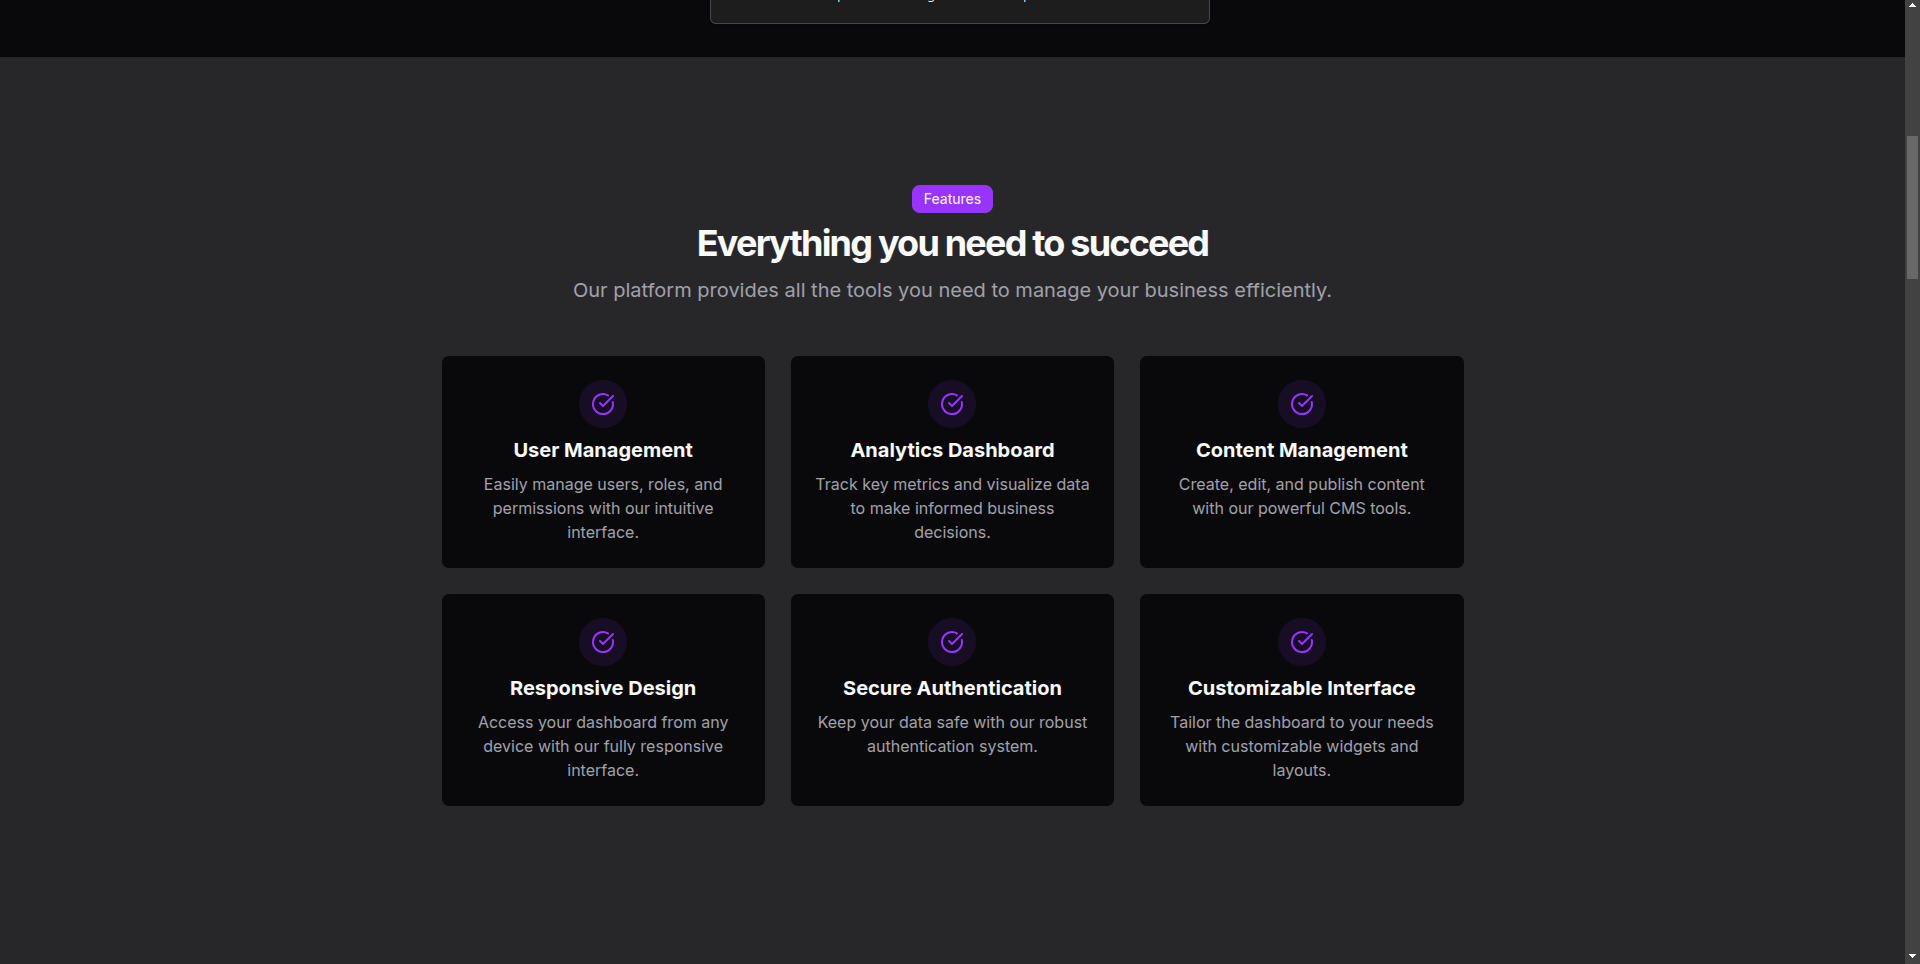 Features
Everything you need to succeed
Our platform provides all the tools you need to manage your business efficiently.
User Management
Easily manage users, roles, and
permissions with our intuitive
interface.
Analytics Dashboard
Track key metrics and visualize data
to make informed business
decisions.
Content Management
Create, edit, and publish content
with our powerful CMS tools.
Responsive Design
Access your dashboard from any
device with our fully responsive
interface.
Secure Authentication
Keep your data safe with our robust
authentication system.
Customizable Interface
Tailor the dashboard to your needs
with customizable widgets and
layouts.